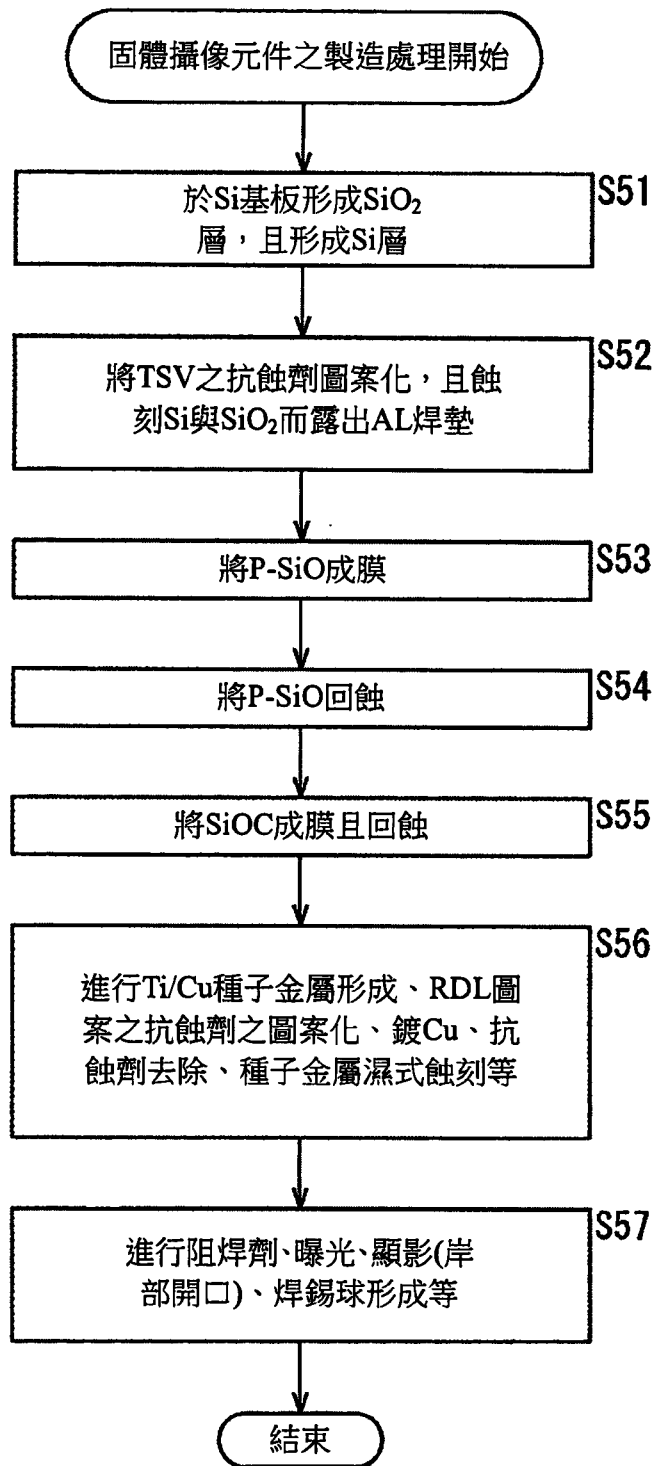 固體攝像元件之製造處理開始
S51
於Si基板形成SiO₂
層，且形成Si層
S52
將TSV之抗蝕劑圖案化，且蝕
刻Si與SiO₂而露出AL焊墊
S53
將P-SiO成膜
S54
將P-SiO回蝕
S55
將SiOC成膜且回蝕
S56
進行Ti/Cu種子金屬形成、RDL圖
案之抗蝕劑之圖案化、鍍Cu、抗
蝕劑去除、種子金屬濕式蝕刻等
S57
進行阻焊劑、曝光、顯影(岸
部開口)、焊錫球形成等
結束